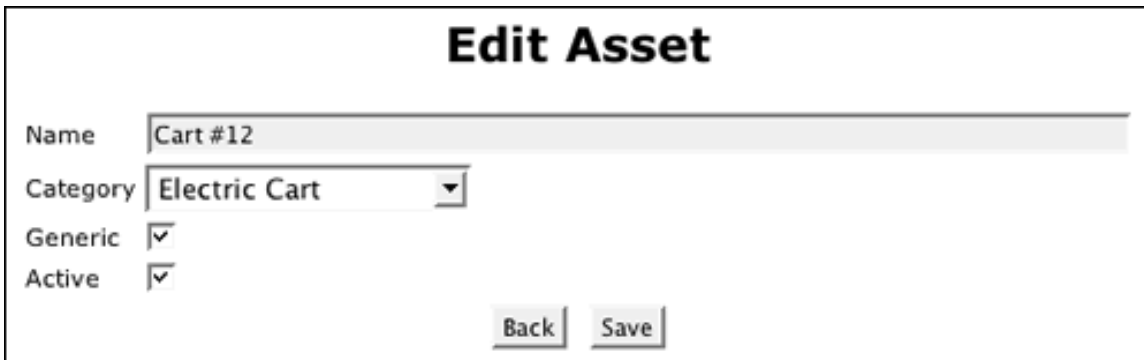 Edit Asset
Name Cart #12
Category Electric Cart
Generic
Active
Back Save